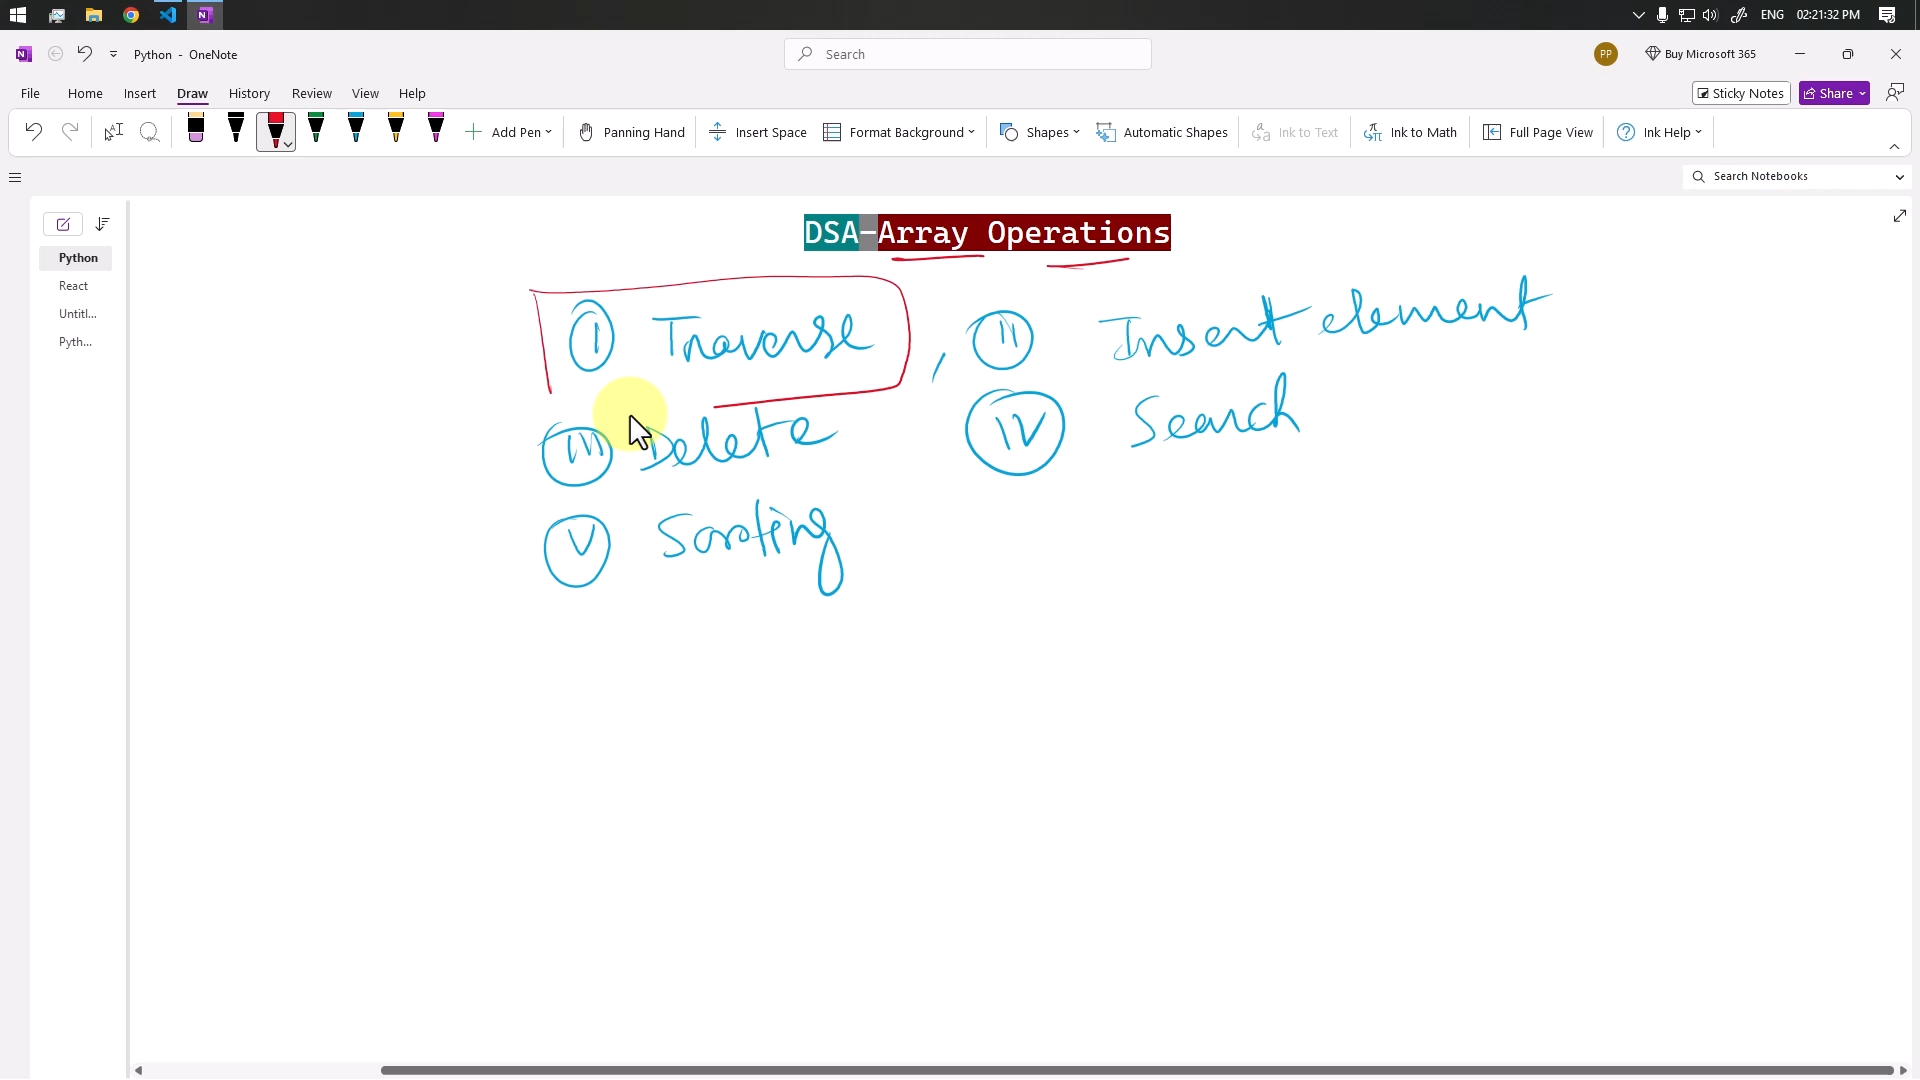 ENG 02:21:32 PM
Python - OneNote
Search
PP
Buy Microsoft 365
File Home Insert Draw History Review View Help
Sticky Notes Share
Add Pen Panning Hand Insert Space Format Background Shapes Automatic Shapes Ink to Text Ink to Math Full Page View Ink Help
Search Notebooks
DSA-Array Operations
Python
React
Untitl...
Pyth...
I Traverse , II Insert element
III Delete IV Search
V Sorting